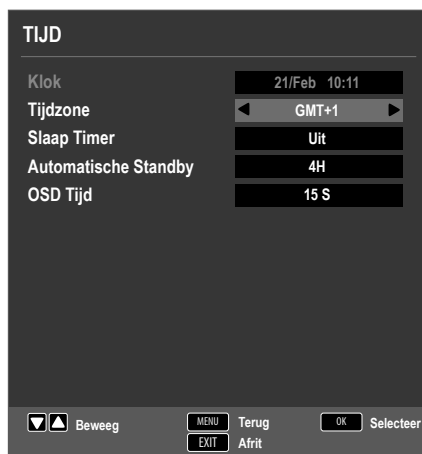 TIJD
Klok 21/Feb 10:11
Tijdzone GMT+1
Slaap Timer Uit
Automatische Standby 4H
OSD Tijd 15 S
Beweeg MENU Terug OK Selecteer
EXIT Afrit